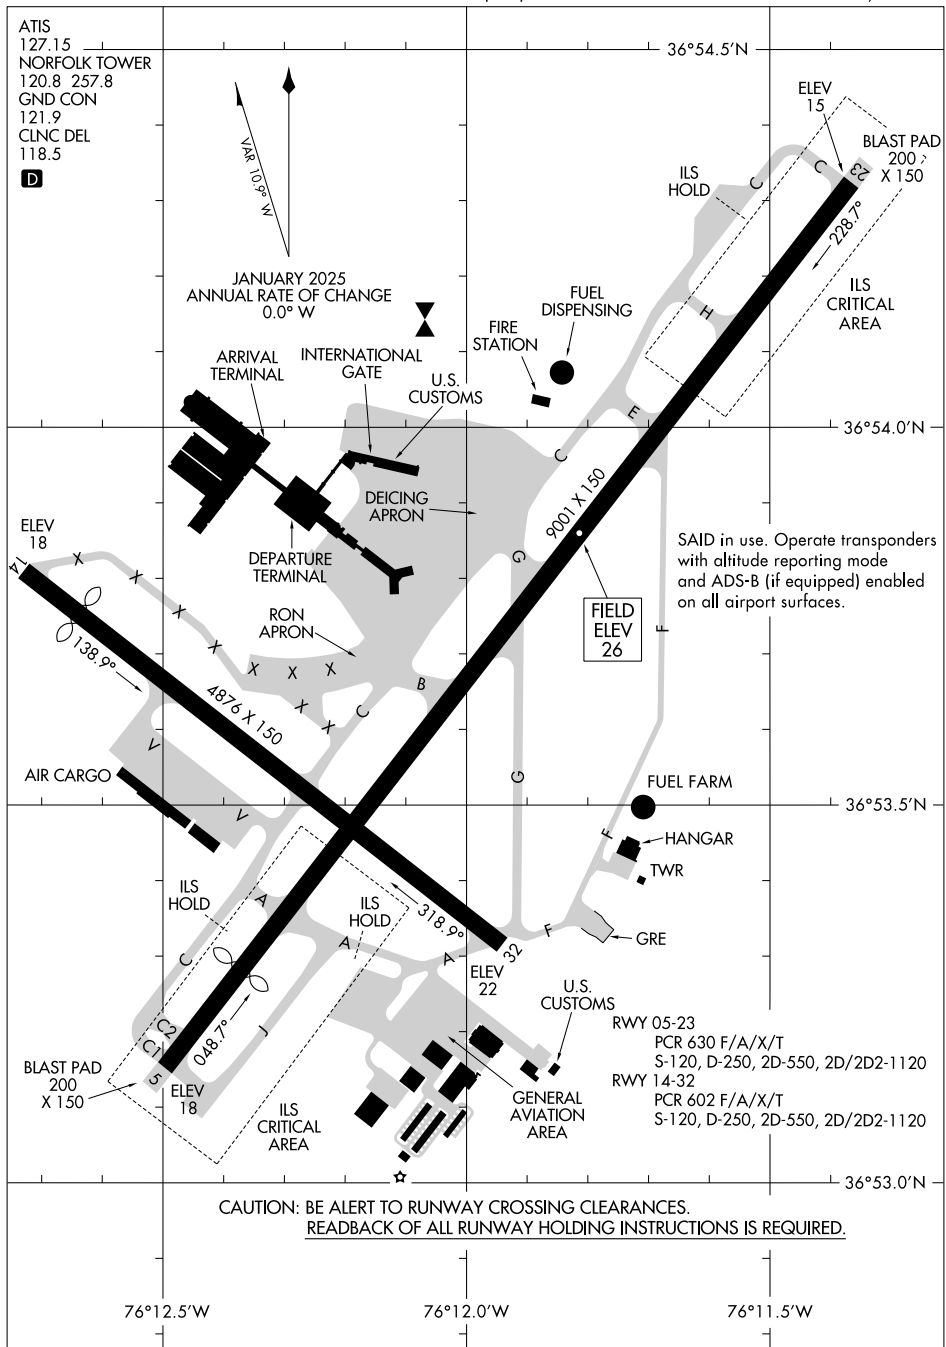 ATIS
127.15
NORFOLK TOWER
120.8 257.8
GND CON
121.9
CLNC DEL
118.5
D
VAR 10.9° W
JANUARY 2025
ANNUAL RATE OF CHANGE
0.0° W
36°54.5'N
ELEV
15
BLAST PAD
200
X 150
23
C
C
ILS
HOLD
228.7°
ILS
CRITICAL
AREA
H
FUEL
DISPENSING
FIRE
STATION
INTERNATIONAL
GATE
ARRIVAL
TERMINAL
U.S.
CUSTOMS
E
36°54.0'N
C
9001 X 150
DEICING
APRON
G
ELEV
18
14
X
X
X
X
X
X
X
X
X
DEPARTURE
TERMINAL
RON
APRON
SAID in use. Operate transponders
with altitude reporting mode
and ADS-B (if equipped) enabled
on all airport surfaces.
FIELD
ELEV
26
F
138.9°
4876 X 150
B
C
V
V
AIR CARGO
G
FUEL FARM
36°53.5'N
F
HANGAR
TWR
ILS
HOLD
A
ILS
HOLD
318.9°
A
A
F
GRE
32
ELEV
22
C
C2
C1
048.7°
J
5
BLAST PAD
200
X 150
ELEV
18
ILS
CRITICAL
AREA
U.S.
CUSTOMS
GENERAL
AVIATION
AREA
RWY 05-23
PCR 630 F/A/X/T
S-120, D-250, 2D-550, 2D/2D2-1120
RWY 14-32
PCR 602 F/A/X/T
S-120, D-250, 2D-550, 2D/2D2-1120
36°53.0'N
CAUTION: BE ALERT TO RUNWAY CROSSING CLEARANCES.
READBACK OF ALL RUNWAY HOLDING INSTRUCTIONS IS REQUIRED.
76°12.5'W
76°12.0'W
76°11.5'W